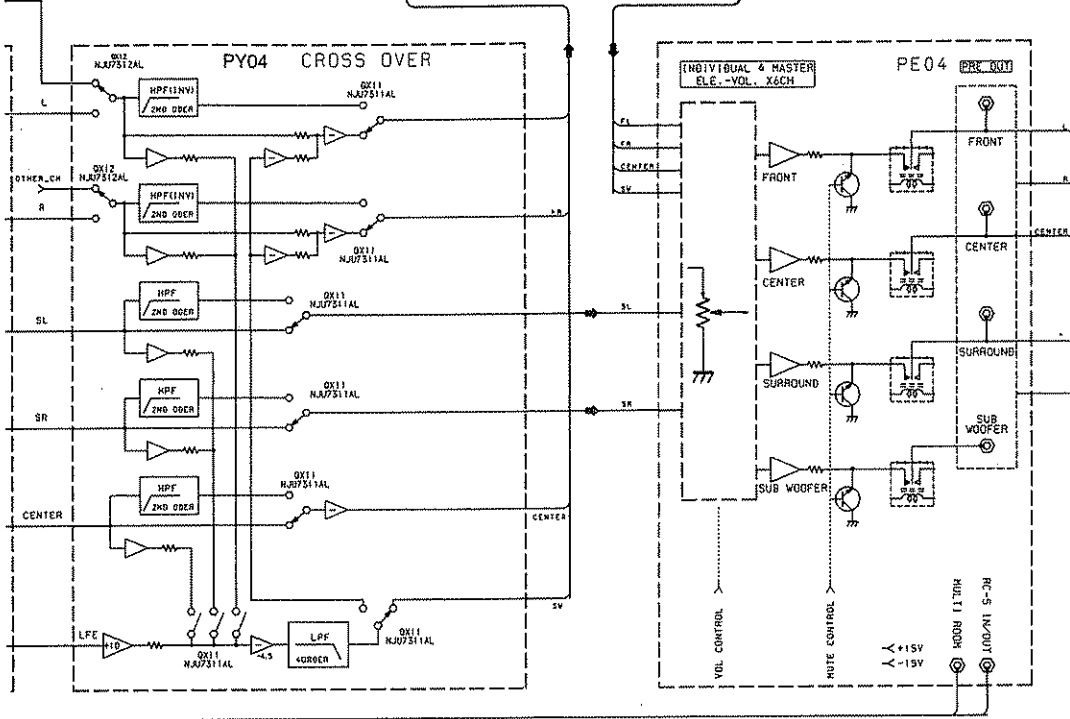 PY04 CROSS OVER
QX12
NJU7312AL
L
HPF(INV)
2ND ODER
QX11
NJU7311AL
OTHER_CH
QX12
NJU7312AL
R
HPF(INV)
2ND ODER
QX11
NJU7311AL
FR
SL
HPF
2ND ODER
QX11
NJU7311AL
SR
HPF
2ND ODER
QX11
NJU7311AL
CENTER
HPF
2ND ODER
QX11
NJU7311AL
CENTER
SW
LFE
+10
QX11
NJU7311AL
-4.5
LPF
4ORDER
QX11
NJU7311AL
SL
SR
PE04 PRE OUT
INDIVIDUAL & MASTER
ELE.-VOL. X6CH
FL
FR
CENTER
SW
FRONT
FRONT
L
R
CENTER
CENTER
CENTER
SURROUND
SURROUND
SUB WOOFER
SUB
WOOFER
VOL CONTROL
MUTE CONTROL
+15V
-15V
MULTI ROOM
RC-5 IN/OUT